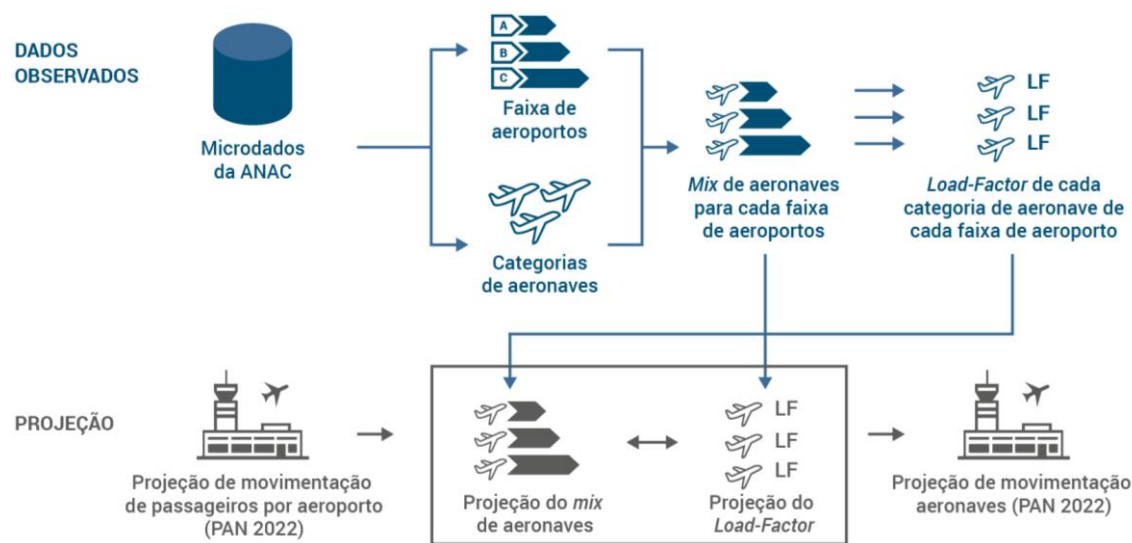 DADOS
OBSERVADOS
Microdados
da ANAC
A
B
C
Faixa de
aeroportos
Categorias
de aeronaves
Mix de aeronaves
para cada faixa
de aeroportos
LF
LF
LF
Load-Factor de cada
categoria de aeronave de
cada faixa de aeroporto
PROJEÇÃO
Projeção de movimentação
de passageiros por aeroporto
(PAN 2022)
Projeção do mix
de aeronaves
LF
LF
LF
Projeção do
Load-Factor
Projeção de movimentação
aeronaves (PAN 2022)